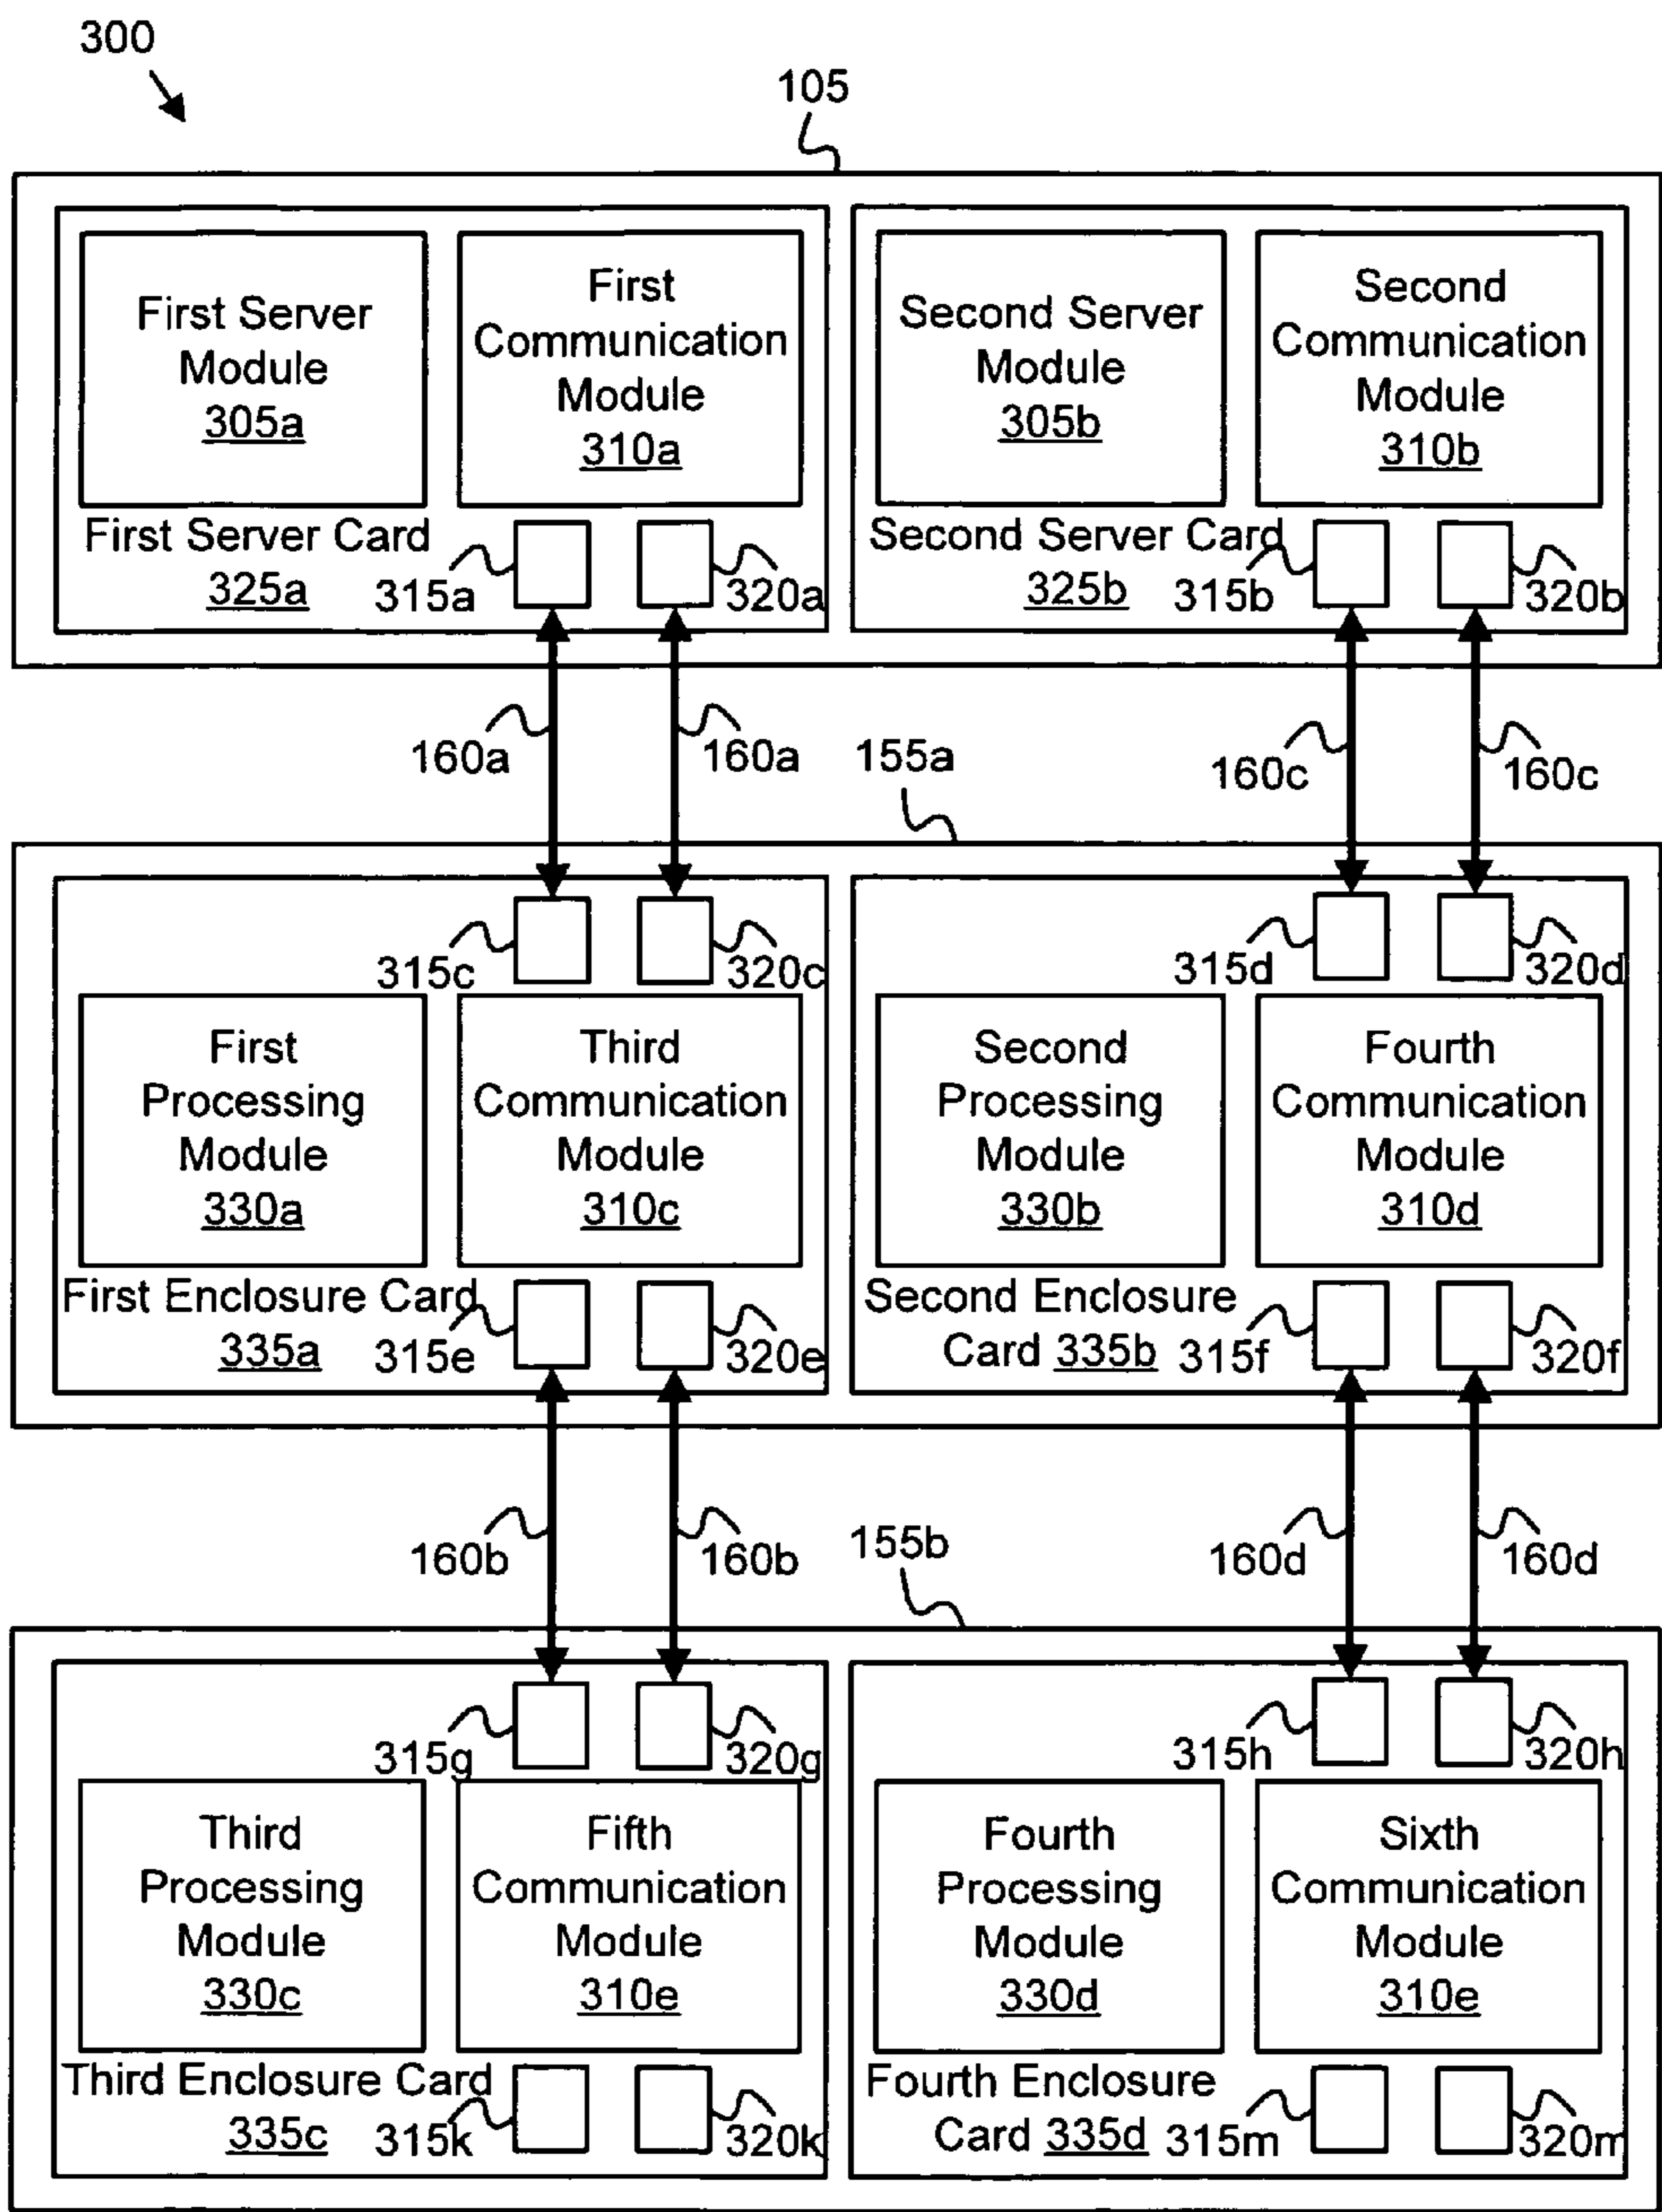 300
105
First Server
Module
305a
First
Communication
Module
310a
Second Server
Module
305b
Second
Communication
Module
310b
First Server Card
325a
315a
320a
Second Server Card
325b
315b
320b
160a
160a
155a
160c
160c
315c
320c
315d
320d
First
Processing
Module
330a
Third
Communication
Module
310c
Second
Processing
Module
330b
Fourth
Communication
Module
310d
First Enclosure Card
335a
315e
320e
Second Enclosure
Card 335b
315f
320f
160b
160b
155b
160d
160d
315g
320g
315h
320h
Third
Processing
Module
330c
Fifth
Communication
Module
310e
Fourth
Processing
Module
330d
Sixth
Communication
Module
310e
Third Enclosure Card
335c
315k
320k
Fourth Enclosure
Card 335d
315m
320m